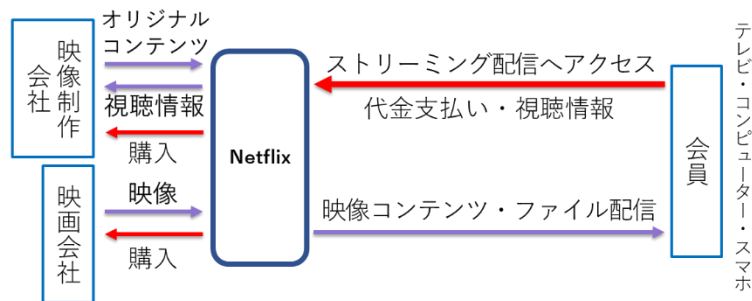 オリジナル
コンテンツ
映像制作
会社
視聴情報
購入
映画会社
映像
購入
Netflix
ストリーミング配信へアクセス
代金支払い・視聴情報
映像コンテンツ・ファイル配信
会員
テレビ・コンピューター・スマホ